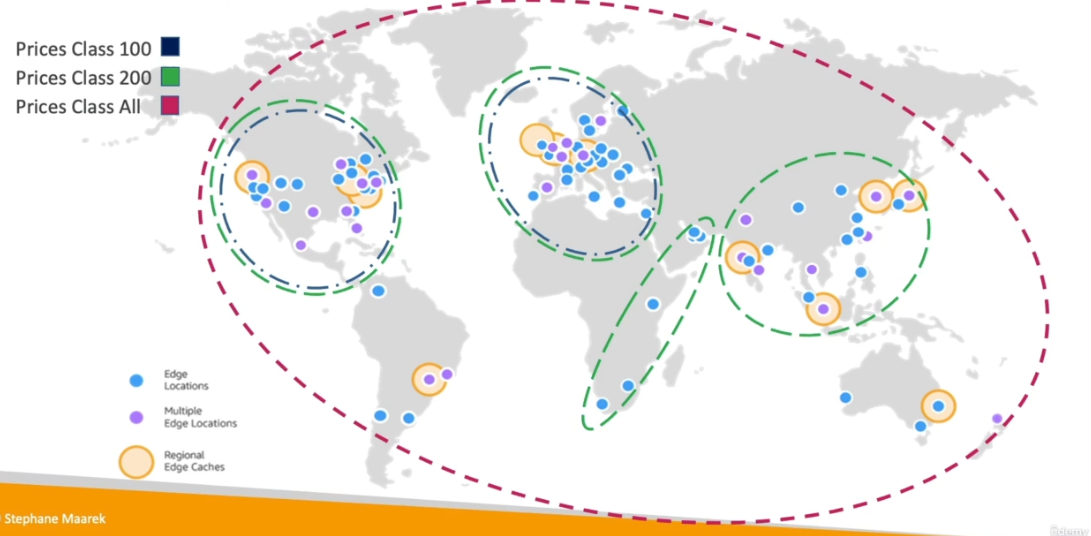 Prices Class 100
Prices Class 200
Prices Class All
Edge
Locations
Multiple
Edge Locations
Regional
Edge Caches
Stephane Maarek
ûdemy